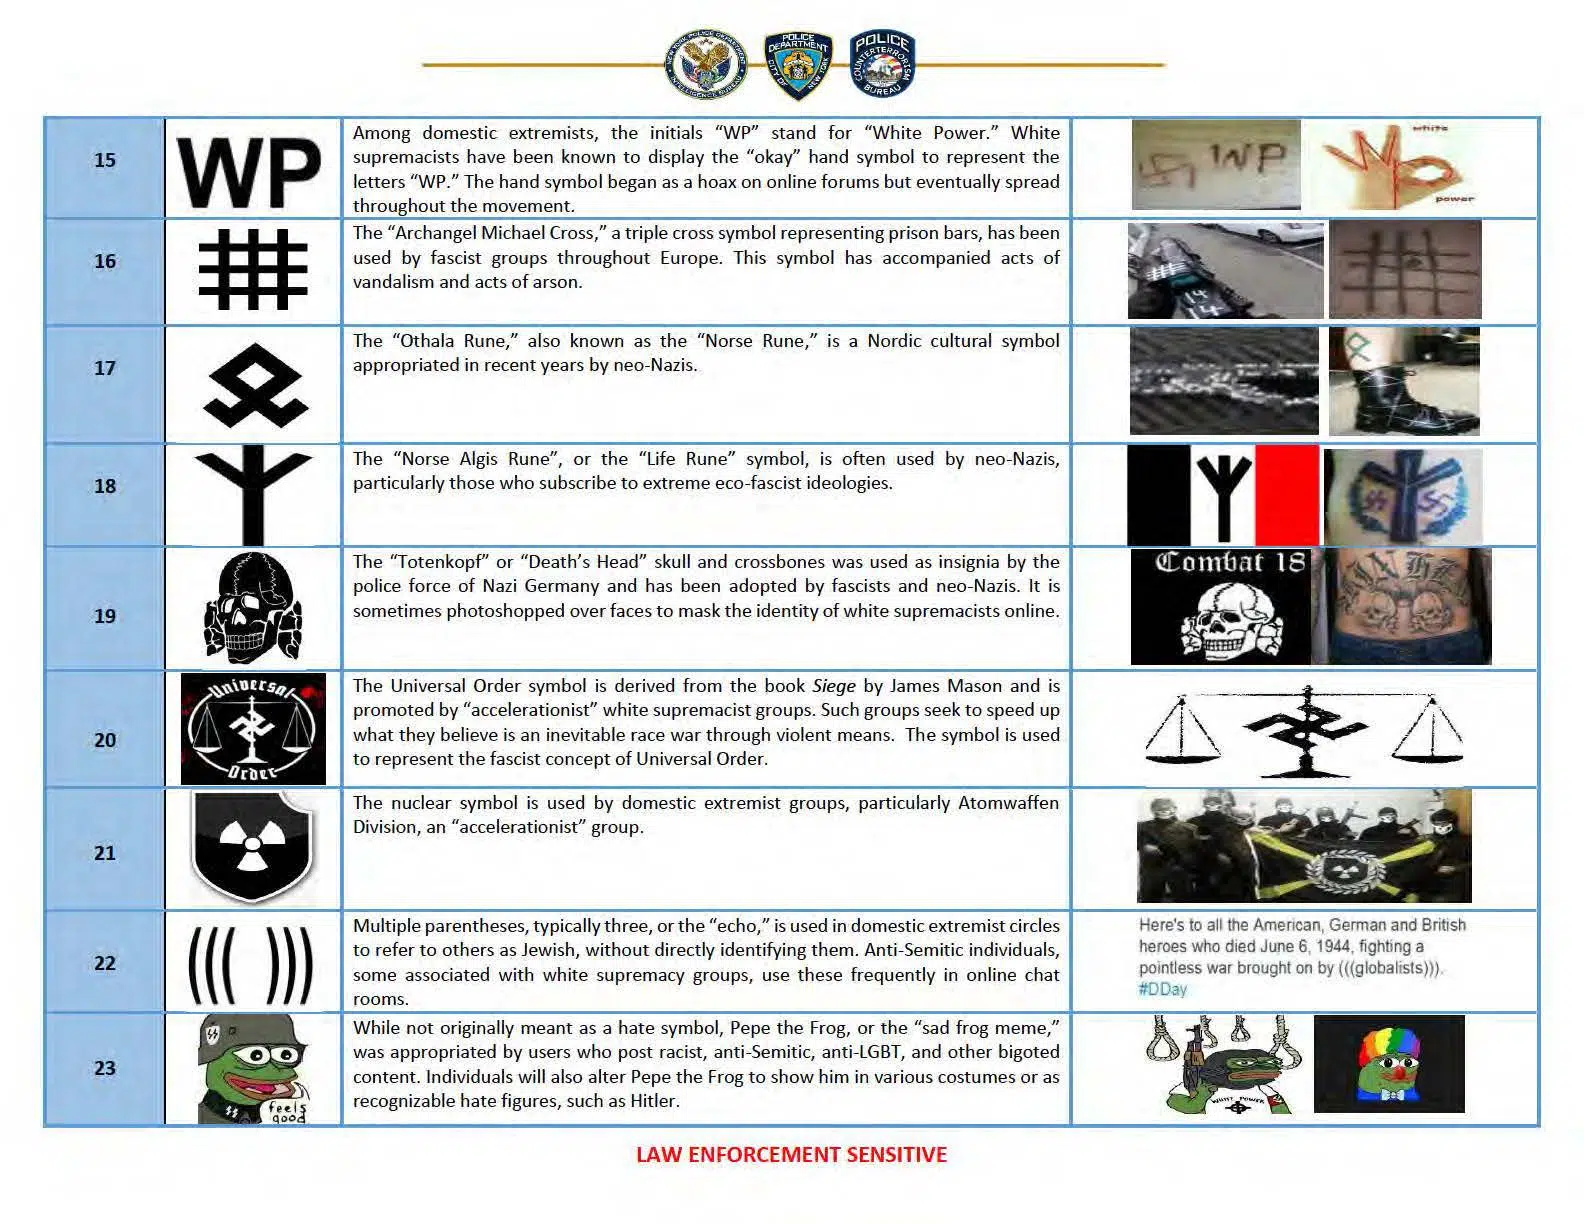 POLICE DEPARTMENT
CITY OF NEW YORK
POLICE
COUNTERTERRORISM
BUREAU
15
WP
Among domestic extremists, the initials “WP” stand for “White Power.” White
supremacists have been known to display the “okay” hand symbol to represent the
letters “WP.” The hand symbol began as a hoax on online forums but eventually spread
throughout the movement.
WP
white
power
16
The “Archangel Michael Cross,” a triple cross symbol representing prison bars, has been
used by fascist groups throughout Europe. This symbol has accompanied acts of
vandalism and acts of arson.
14
17
The “Othala Rune,” also known as the “Norse Rune,” is a Nordic cultural symbol
appropriated in recent years by neo-Nazis.
18
The “Norse Algis Rune”, or the “Life Rune” symbol, is often used by neo-Nazis,
particularly those who subscribe to extreme eco-fascist ideologies.
19
The “Totenkopf” or “Death’s Head” skull and crossbones was used as insignia by the
police force of Nazi Germany and has been adopted by fascists and neo-Nazis. It is
sometimes photoshopped over faces to mask the identity of white supremacists online.
Combat 18
20
Universal
Order
The Universal Order symbol is derived from the book Siege by James Mason and is
promoted by “accelerationist” white supremacist groups. Such groups seek to speed up
what they believe is an inevitable race war through violent means. The symbol is used
to represent the fascist concept of Universal Order.
21
The nuclear symbol is used by domestic extremist groups, particularly Atomwaffen
Division, an “accelerationist” group.
22
((( )))
Multiple parentheses, typically three, or the “echo,” is used in domestic extremist circles
to refer to others as Jewish, without directly identifying them. Anti-Semitic individuals,
some associated with white supremacy groups, use these frequently in online chat
rooms.
Here's to all the American, German and British
heroes who died June 6, 1944, fighting a
pointless war brought on by (((globalists))).
#DDay
23
feels
good
While not originally meant as a hate symbol, Pepe the Frog, or the “sad frog meme,”
was appropriated by users who post racist, anti-Semitic, anti-LGBT, and other bigoted
content. Individuals will also alter Pepe the Frog to show him in various costumes or as
recognizable hate figures, such as Hitler.
WHITE POWER
LAW ENFORCEMENT SENSITIVE